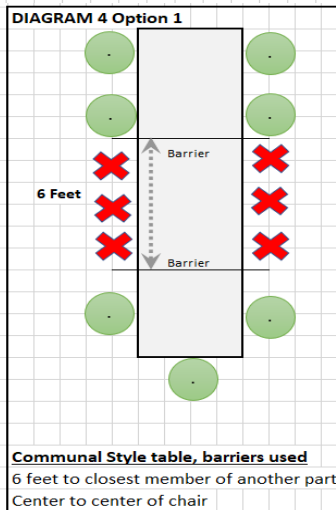 DIAGRAM 4 Option 1
Barrier
6 Feet
Barrier
Communal Style table, barriers used
6 feet to closest member of another part
Center to center of chair